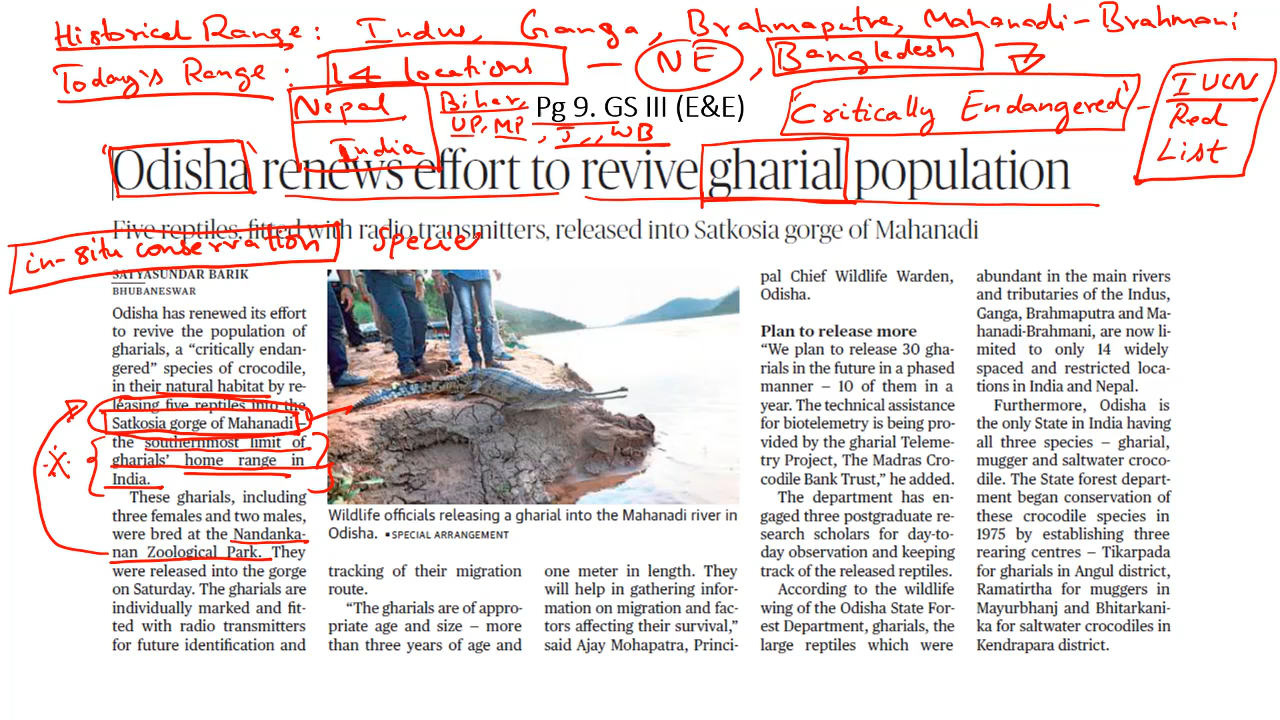 Historical Range : Indus, Ganga, Brahmaputra, Mahanadi-Brahmani
Today's Range : 14 locations — NE, Bangladesh
Nepal
India
Bihar,
UP, MP, J, WB
Pg 9. GS III (E&E)
"Critically Endangered" - IUCN
Red
List
"Odisha renews effort to revive gharial population
Five reptiles, fitted with radio transmitters, released into Satkosia gorge of Mahanadi
in-situ conservation species
SATYASUNDAR BARIK
BHUBANESWAR
Odisha has renewed its effort
to revive the population of
gharials, a “critically endan-
gered” species of crocodile,
in their natural habitat by re-
leasing five reptiles into the
Satkosia gorge of Mahanadi –
the southernmost limit of
gharials’ home range in
India.
These gharials, including
three females and two males,
were bred at the Nandanka-
nan Zoological Park. They
were released into the gorge
on Saturday. The gharials are
individually marked and fit-
ted with radio transmitters
for future identification and
Wildlife officials releasing a gharial into the Mahanadi river in
Odisha. ▪SPECIAL ARRANGEMENT
tracking of their migration
route.
“The gharials are of appro-
priate age and size – more
than three years of age and
one meter in length. They
will help in gathering infor-
mation on migration and fac-
tors affecting their survival,”
said Ajay Mohapatra, Princi-
pal Chief Wildlife Warden,
Odisha.
Plan to release more
“We plan to release 30 gha-
rials in the future in a phased
manner – 10 of them in a
year. The technical assistance
for biotelemetry is being pro-
vided by the gharial Teleme-
try Project, The Madras Cro-
codile Bank Trust,” he added.
The department has en-
gaged three postgraduate re-
search scholars for day-to-
day observation and keeping
track of the released reptiles.
According to the wildlife
wing of the Odisha State For-
est Department, gharials, the
large reptiles which were
abundant in the main rivers
and tributaries of the Indus,
Ganga, Brahmaputra and Ma-
hanadi-Brahmani, are now li-
mited to only 14 widely
spaced and restricted loca-
tions in India and Nepal.
Furthermore, Odisha is
the only State in India having
all three species – gharial,
mugger and saltwater croco-
dile. The State forest depart-
ment began conservation of
these crocodile species in
1975 by establishing three
rearing centres – Tikarpada
for gharials in Angul district,
Ramatirtha for muggers in
Mayurbhanj and Bhitarkani-
ka for saltwater crocodiles in
Kendrapara district.